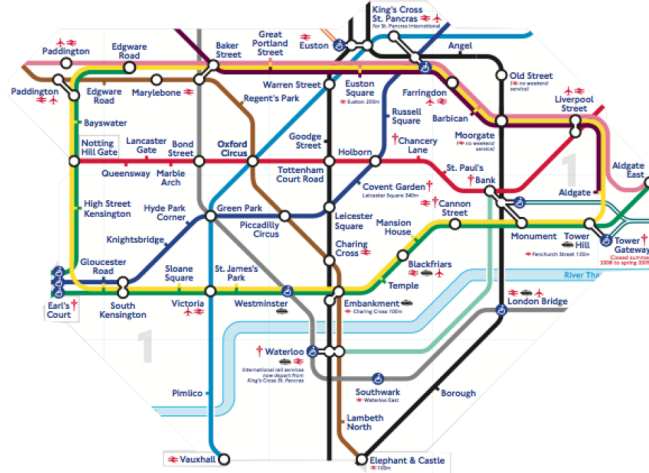 King's Cross
St. Pancras
for St. Pancras International
Paddington
Edgware
Road
Baker
Street
Great
Portland
Street
Euston
Angel
Paddington
Edgware
Road
Marylebone
Warren Street
Euston
Square
Euston 200m
Farringdon
Old Street
(no weekend
service)
Liverpool
Street
Regent's Park
Russell
Square
Barbican
Bayswater
Goodste
Street
Moorgate
(no weekend
service)
Notting
Hill Gate
Lancaster
Gate
Bond
Street
Oxford
Circus
Holborn
Chancery
Lane
Queensway
Marble
Arch
Tottenham
Court Road
St. Paul's
Bank
1
Aldgate
East
Aldgate
High Street
Kensington
Hyde Park
Corner
Green Park
Covent Garden
Leicester Square 340m
Cannon
Street
Leicester
Square
Mansion
House
Piccadilly
Circus
Monument
Tower
Hill
Tower
Gateway
Closed summer
2008 to spring 2009
Fenchurch Street 120m
Knightsbridge
Charing
Cross
Blackfriars
Gloucester
Road
Sloane
Square
St. James's
Park
Temple
River Tha
Earl's
Court
South
Kensington
Victoria
Westminster
Embankment
Charing Cross 100m
London Bridge
1
Waterloo
International rail services
now depart from
King's Cross St. Pancras
Southwark
Waterloo East
Pimlico
Borough
Lambeth
North
Vauxhall
Elephant & Castle
100m